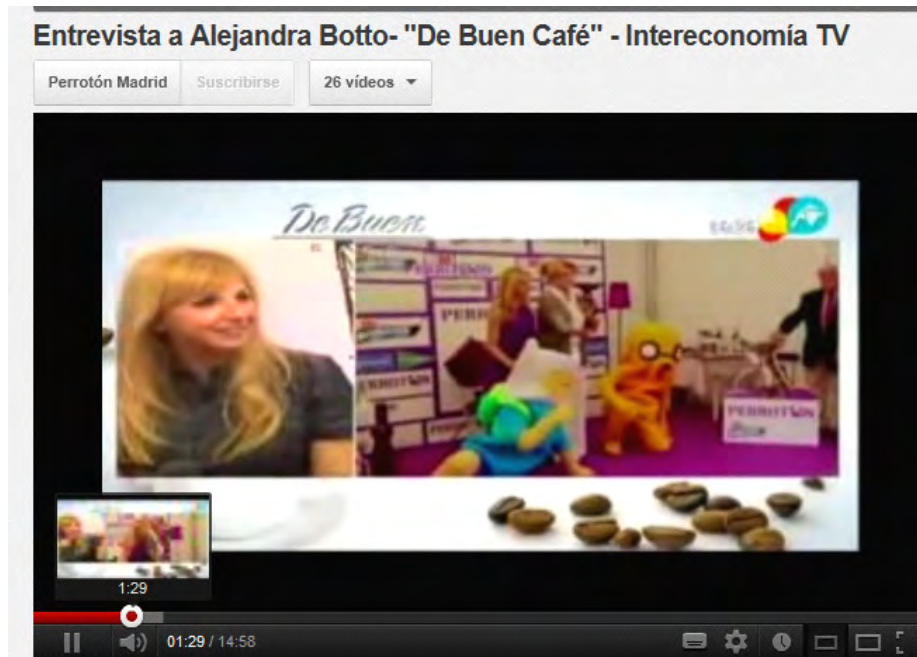 Entrevista a Alejandra Botto- "De Buen Café" - Intereconomía TV
Perrotón Madrid Suscribirse 26 vídeos
De Buen
PERROTÓN
1:29
01:29 / 14:58